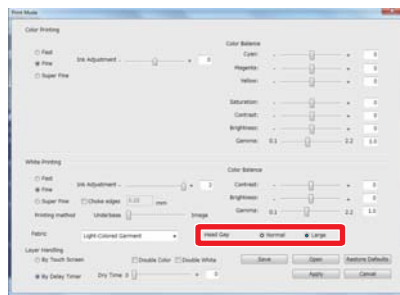 Print Mode
Color Printing
Fast
Fine
Super Fine
Ink Adjustment - + 0
Color Balance
Cyan: - + 0
Magenta: - + 0
Yellow: - + 0
Saturation: - + 0
Contrast: - + 0
Brightness: - + 0
Gamma: 0.1 2.2 1.0
White Printing
Fast
Fine
Super Fine
Ink Adjustment - + 3
Choke edges mm
Printing method Underbase Image
Color Balance
Contrast: - + 0
Brightness: - + 0
Gamma: 0.1 2.2 1.0
Fabric Light-Colored Garment
Head Gap Normal Large
Layer Handling
By Touch Screen
By Delay Timer
Double Color Double White
Dry Time 0
Save Open Restore Defaults
Apply Cancel